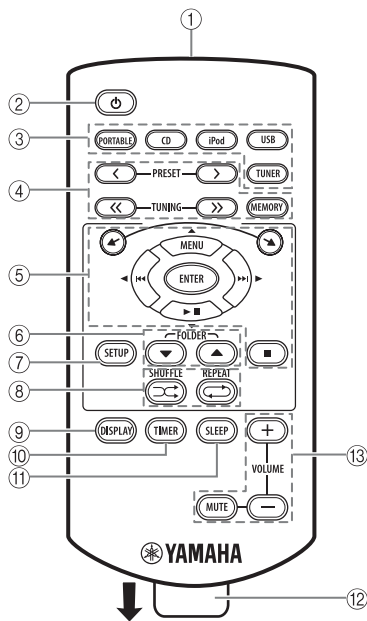 ①
②
③
PORTABLE CD iPod USB
④
PRESET TUNER
TUNING MEMORY
MENU
⑤
ENTER
⑥
FOLDER
⑦ SETUP
SHUFFLE REPEAT
⑧
⑨ DISPLAY TIMER SLEEP
⑩
⑪
VOLUME ⑬
MUTE
YAMAHA
⑫